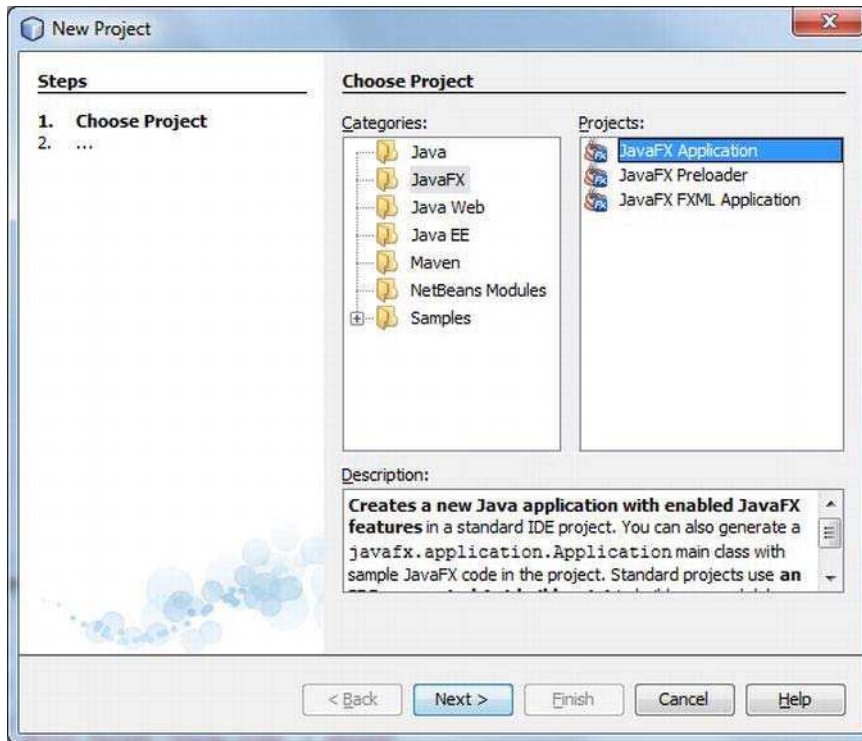 New Project
Steps
1. Choose Project
2. ...
Choose Project
Categories:
Java
JavaFX
Java Web
Java EE
Maven
NetBeans Modules
Samples
Projects:
JavaFX Application
JavaFX Preloader
JavaFX FXML Application
Description:
Creates a new Java application with enabled JavaFX
features in a standard IDE project. You can also generate a
javafx.application.Application main class with
sample JavaFX code in the project. Standard projects use an
< Back
Next >
Finish
Cancel
Help